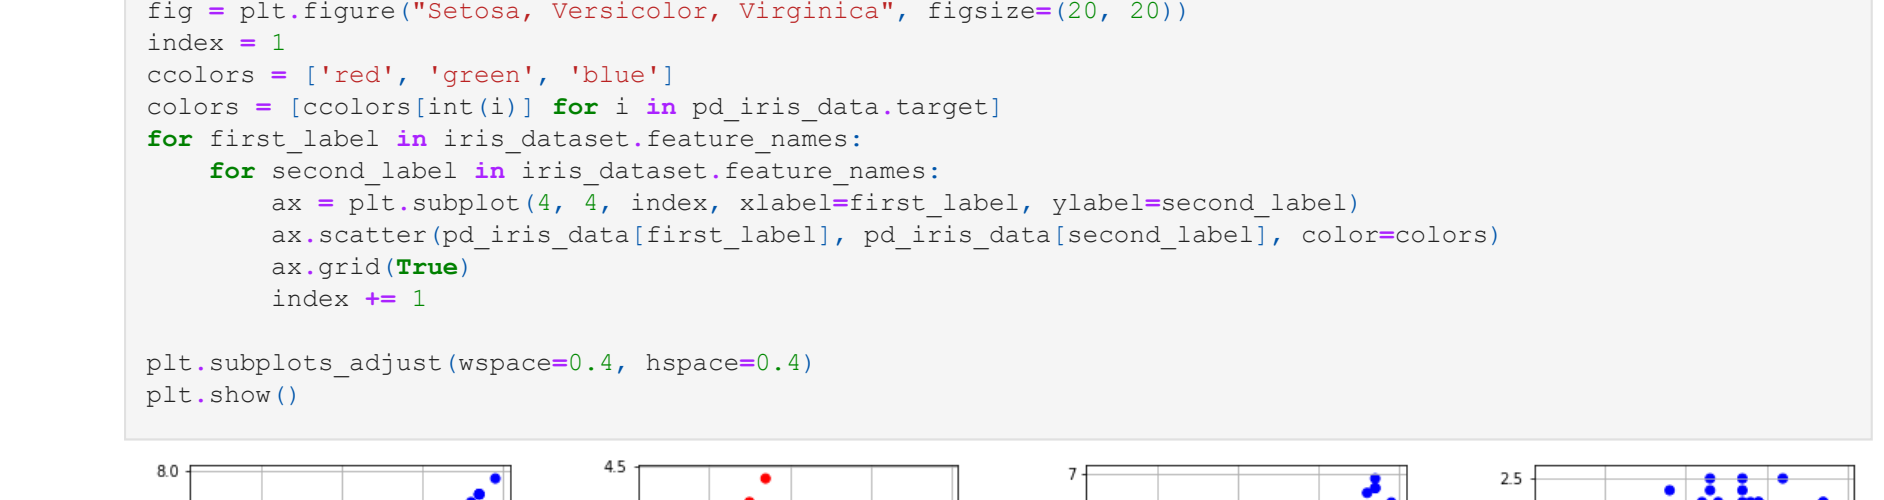 fig = plt.figure("Setosa, Versicolor, Virginica", figsize=(20, 20))
index = 1
ccolors = ['red', 'green', 'blue']
colors = [ccolors[int(i)] for i in pd_iris_data.target]
for first_label in iris_dataset.feature_names:
    for second_label in iris_dataset.feature_names:
        ax = plt.subplot(4, 4, index, xlabel=first_label, ylabel=second_label)
        ax.scatter(pd_iris_data[first_label], pd_iris_data[second_label], color=colors)
        ax.grid(True)
        index += 1

plt.subplots_adjust(wspace=0.4, hspace=0.4)
plt.show()
8.0 4.5 7 2.5